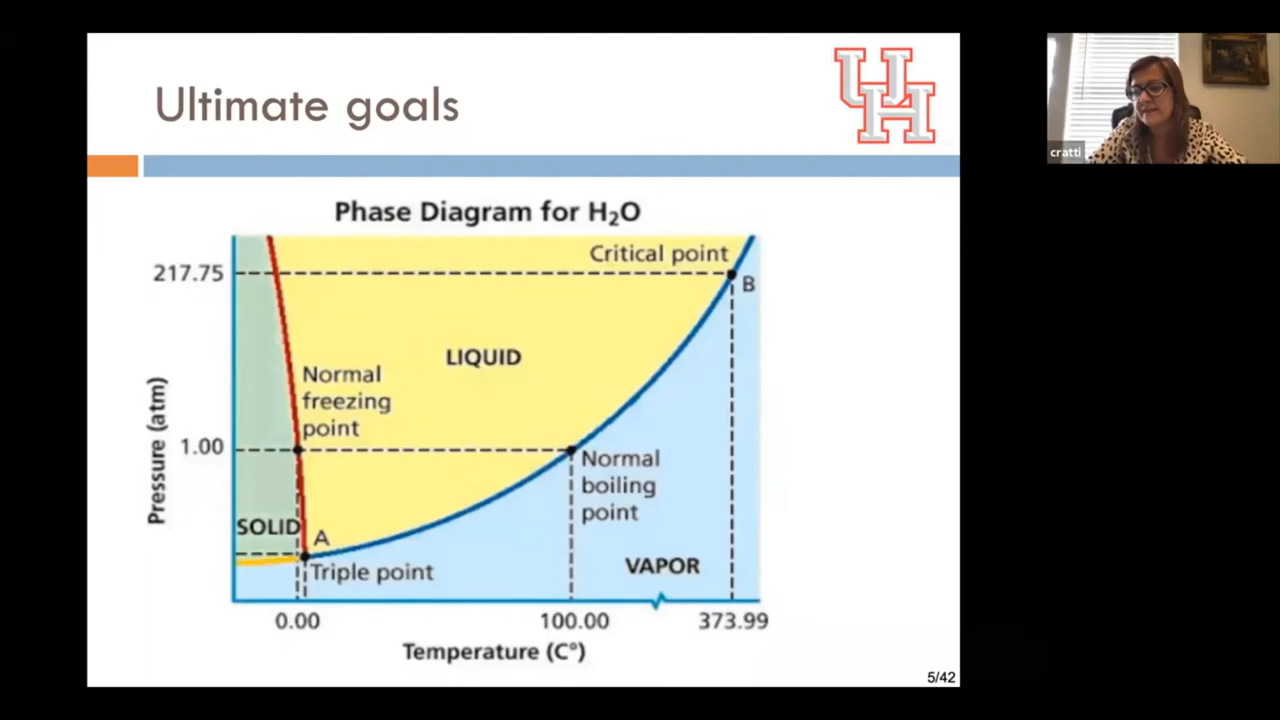 Ultimate goals
UH
cratti
Phase Diagram for H₂O
Critical point
217.75
B
LIQUID
Normal
freezing
point
Pressure (atm)
1.00
Normal
boiling
point
SOLID
A
VAPOR
Triple point
0.00
100.00
373.99
Temperature (C°)
5/42